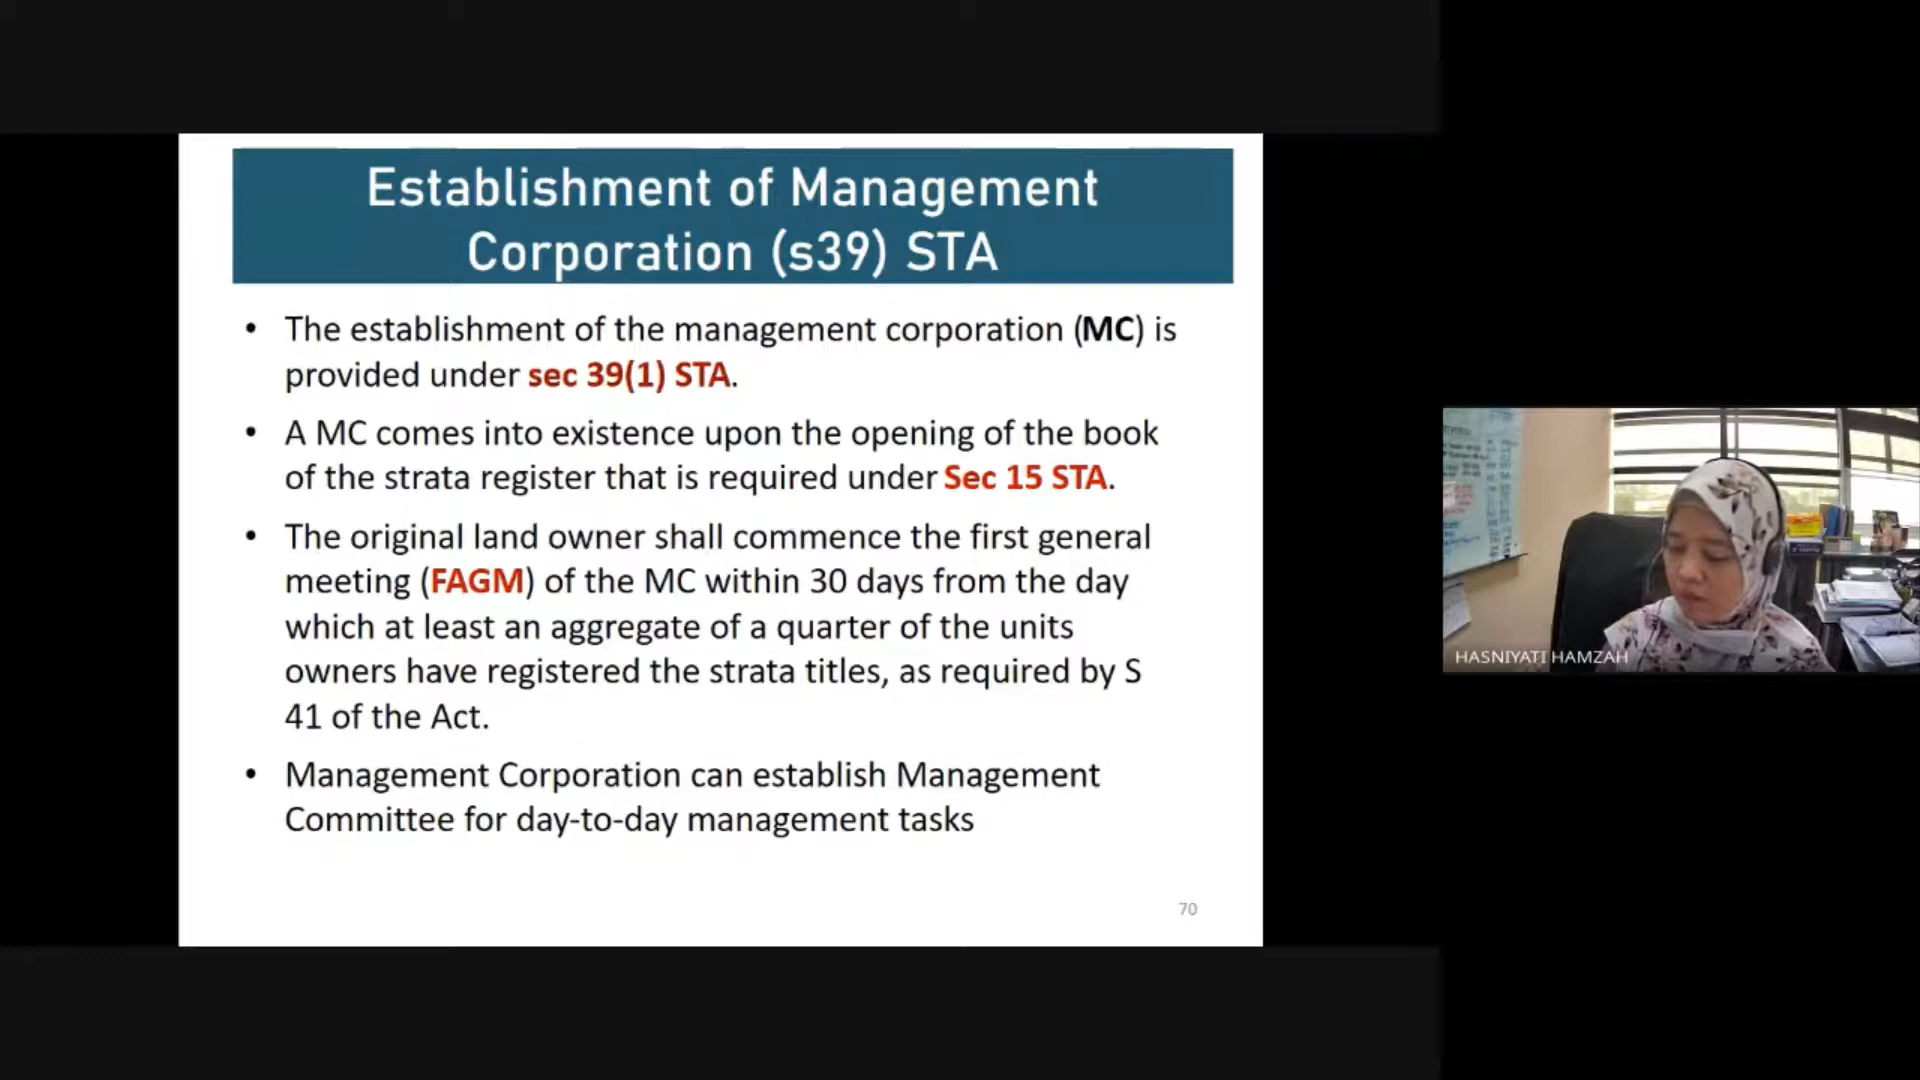 Establishment of Management
Corporation (s39) STA
• The establishment of the management corporation (MC) is
provided under sec 39(1) STA.
• A MC comes into existence upon the opening of the book
of the strata register that is required under Sec 15 STA.
• The original land owner shall commence the first general
meeting (FAGM) of the MC within 30 days from the day
which at least an aggregate of a quarter of the units
owners have registered the strata titles, as required by S
41 of the Act.
• Management Corporation can establish Management
Committee for day-to-day management tasks
70
HASNIYATI HAMZAH